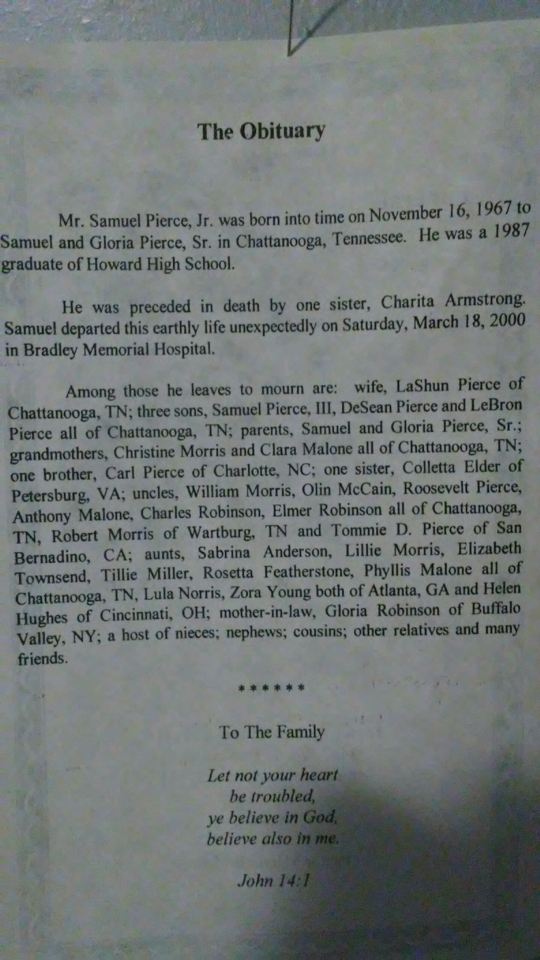 The Obituary
Mr. Samuel Pierce, Jr. was born into time on November 16, 1967 to
Samuel and Gloria Pierce, Sr. in Chattanooga, Tennessee. He was a 1987
graduate of Howard High School.
He was preceded in death by one sister, Charita Armstrong.
Samuel departed this earthly life unexpectedly on Saturday, March 18, 2000
in Bradley Memorial Hospital.
Among those he leaves to mourn are: wife, LaShun Pierce of
Chattanooga, TN; three sons, Samuel Pierce, III, DeSean Pierce and LeBron
Pierce all of Chattanooga, TN; parents, Samuel and Gloria Pierce, Sr.;
grandmothers, Christine Morris and Clara Malone all of Chattanooga, TN;
one brother, Carl Pierce of Charlotte, NC; one sister, Colletta Elder of
Petersburg, VA; uncles, William Morris, Olin McCain, Roosevelt Pierce,
Anthony Malone, Charles Robinson, Elmer Robinson all of Chattanooga,
TN, Robert Morris of Wartburg, TN and Tommie D. Pierce of San
Bernadino, CA; aunts, Sabrina Anderson, Lillie Morris, Elizabeth
Townsend, Tillie Miller, Rosetta Featherstone, Phyllis Malone all of
Chattanooga, TN, Lula Norris, Zora Young both of Atlanta, GA and Helen
Hughes of Cincinnati, OH; mother-in-law, Gloria Robinson of Buffalo
Valley, NY; a host of nieces; nephews; cousins; other relatives and many
friends.
* * * * * *
To The Family
Let not your heart
be troubled,
ye believe in God,
believe also in me.
John 14:1